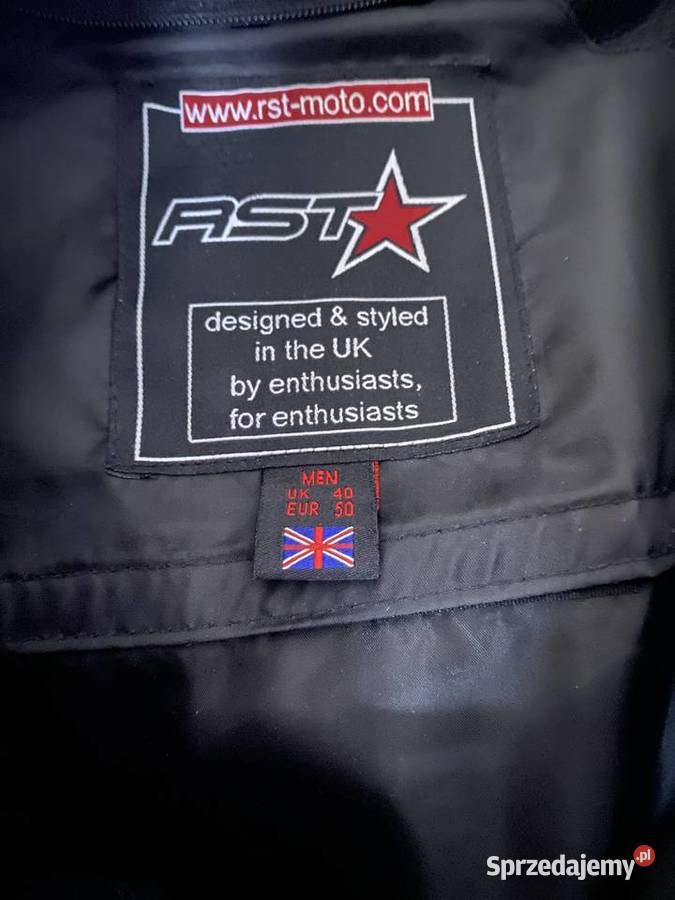 www.rst-moto.com
RST
designed & styled
in the UK
by enthusiasts,
for enthusiasts
MEN
UK 40
EUR 50
Sprzedajemy.pl